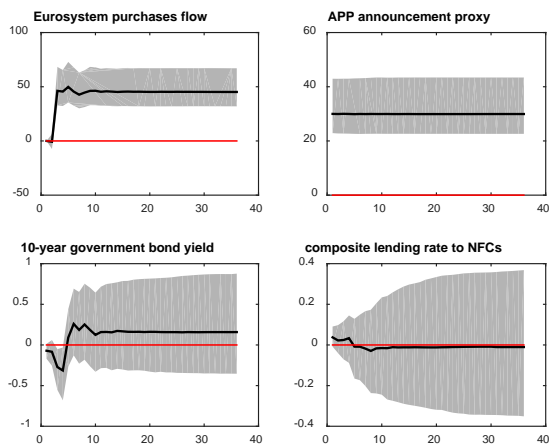 Eurosystem purchases flow
100
50
0
-50
0 10 20 30 40
APP announcement proxy
60
40
20
0
0 10 20 30 40
10-year government bond yield
1
0.5
0
-0.5
-1
0 10 20 30 40
composite lending rate to NFCs
0.4
0.2
0
-0.2
-0.4
0 10 20 30 40